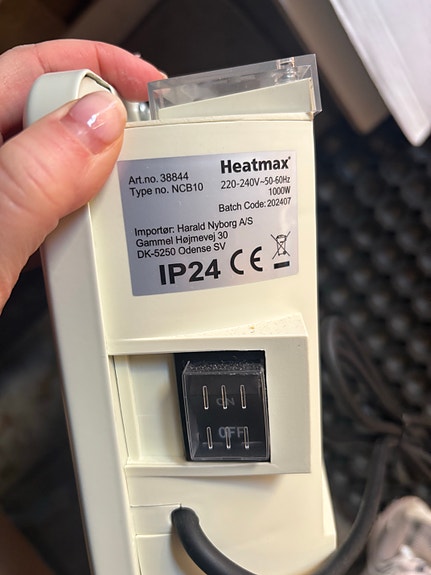 Art.no. 38844
Type no. NCB10
Heatmax®
220-240V~50-60Hz
1000W
Batch Code: 202407
Importør: Harald Nyborg A/S
Gammel Højmevej 30
DK-5250 Odense SV
IP24 CE
ON
OFF